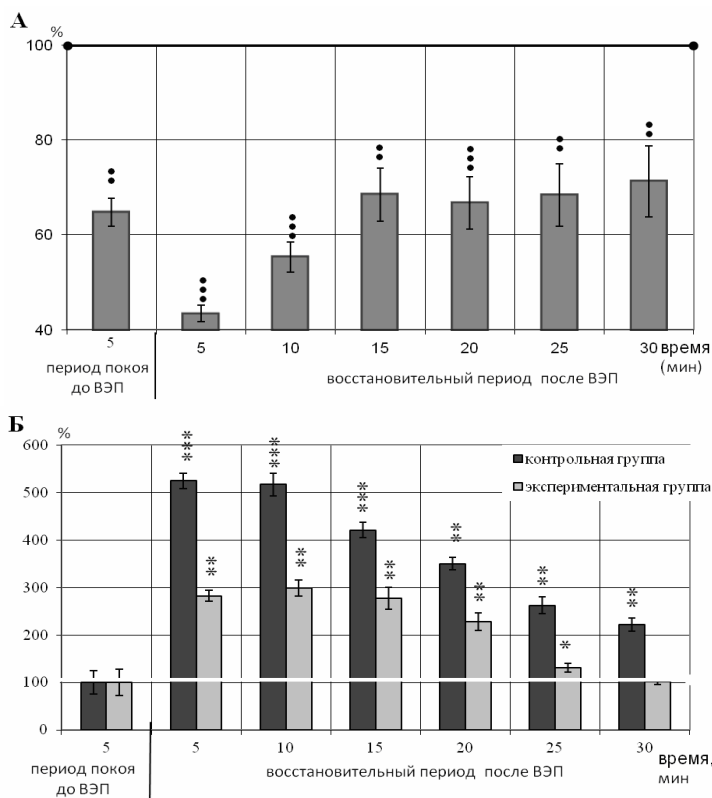 А
%
100
80
60
40
5
5
10
15
20
25
30
время
(мин)
период покоя
до ВЭП
восстановительный период после ВЭП
Б
%
600
500
400
300
200
100
0
***
**
***
**
***
**
**
**
**
*
**
контрольная группа
экспериментальная группа
5
5
10
15
20
25
30
время,
мин
период покоя
до ВЭП
восстановительный период после ВЭП